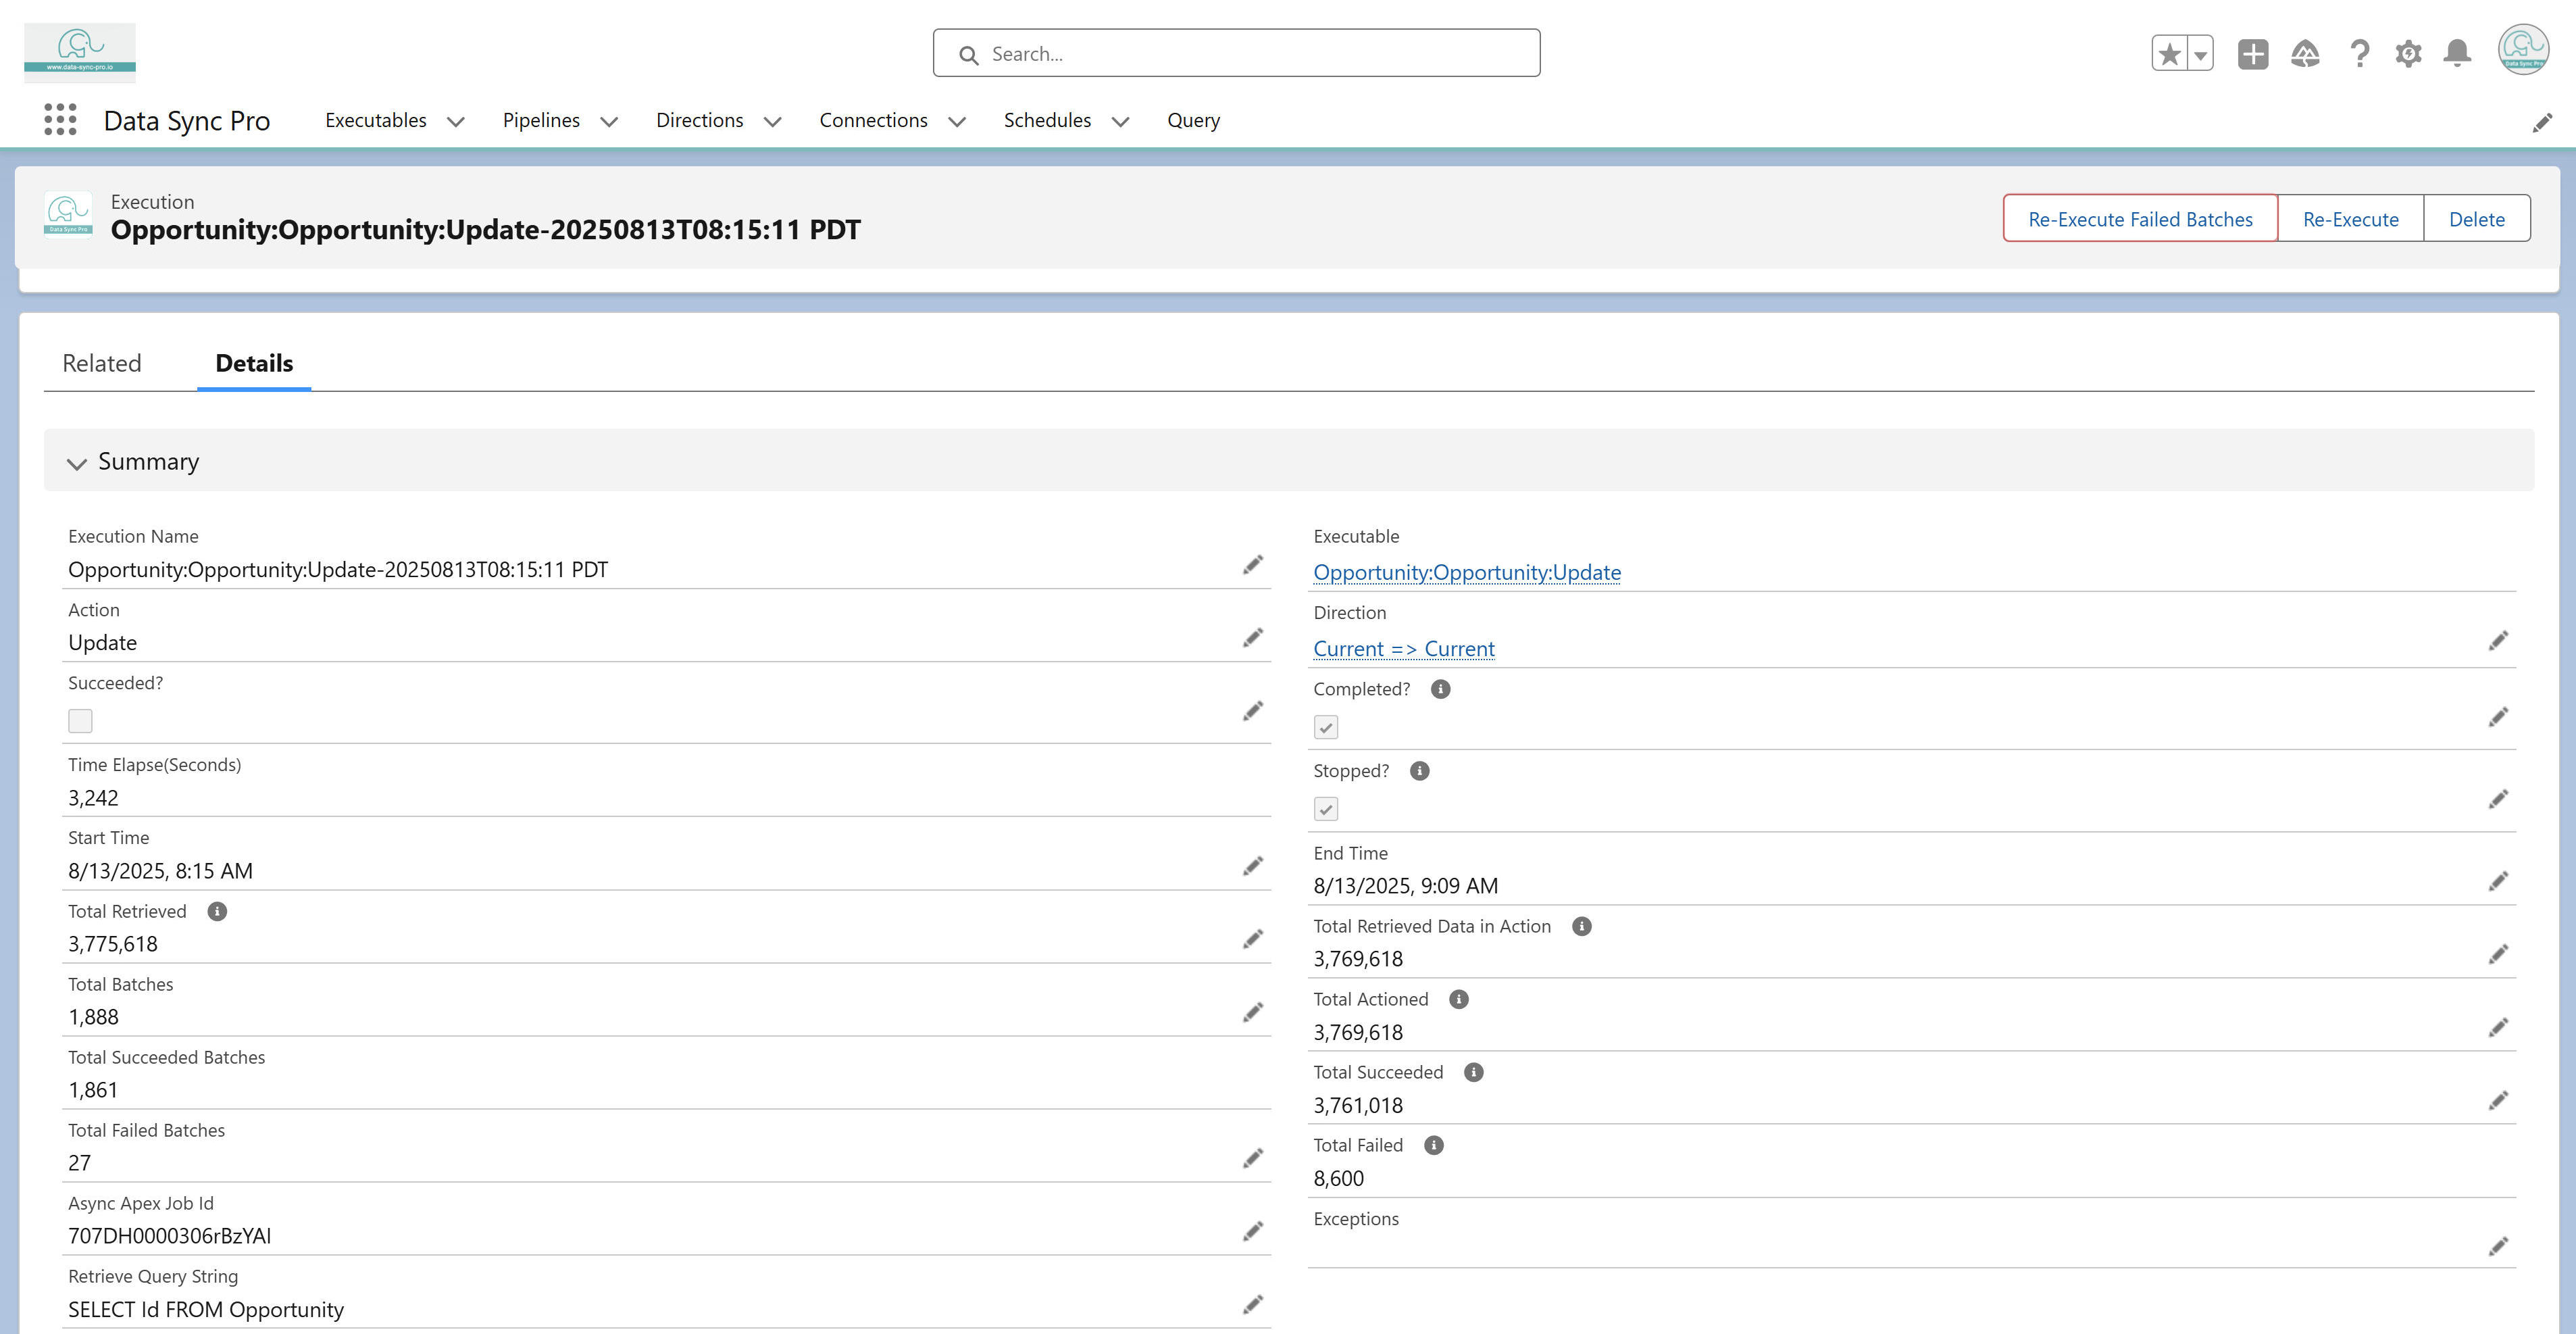 www.data-sync-pro.io
Search...
Data Sync Pro
Data Sync Pro
Executables
Pipelines
Directions
Connections
Schedules
Query
Data Sync Pro
Execution
Opportunity:Opportunity:Update-20250813T08:15:11 PDT
Re-Execute Failed Batches
Re-Execute
Delete
Related
Details
Summary
Execution Name
Opportunity:Opportunity:Update-20250813T08:15:11 PDT
Action
Update
Succeeded?
Time Elapse(Seconds)
3,242
Start Time
8/13/2025, 8:15 AM
Total Retrieved
3,775,618
Total Batches
1,888
Total Succeeded Batches
1,861
Total Failed Batches
27
Async Apex Job Id
707DH0000306rBzYAI
Retrieve Query String
SELECT Id FROM Opportunity
Executable
Opportunity:Opportunity:Update
Direction
Current => Current
Completed?
Stopped?
End Time
8/13/2025, 9:09 AM
Total Retrieved Data in Action
3,769,618
Total Actioned
3,769,618
Total Succeeded
3,761,018
Total Failed
8,600
Exceptions